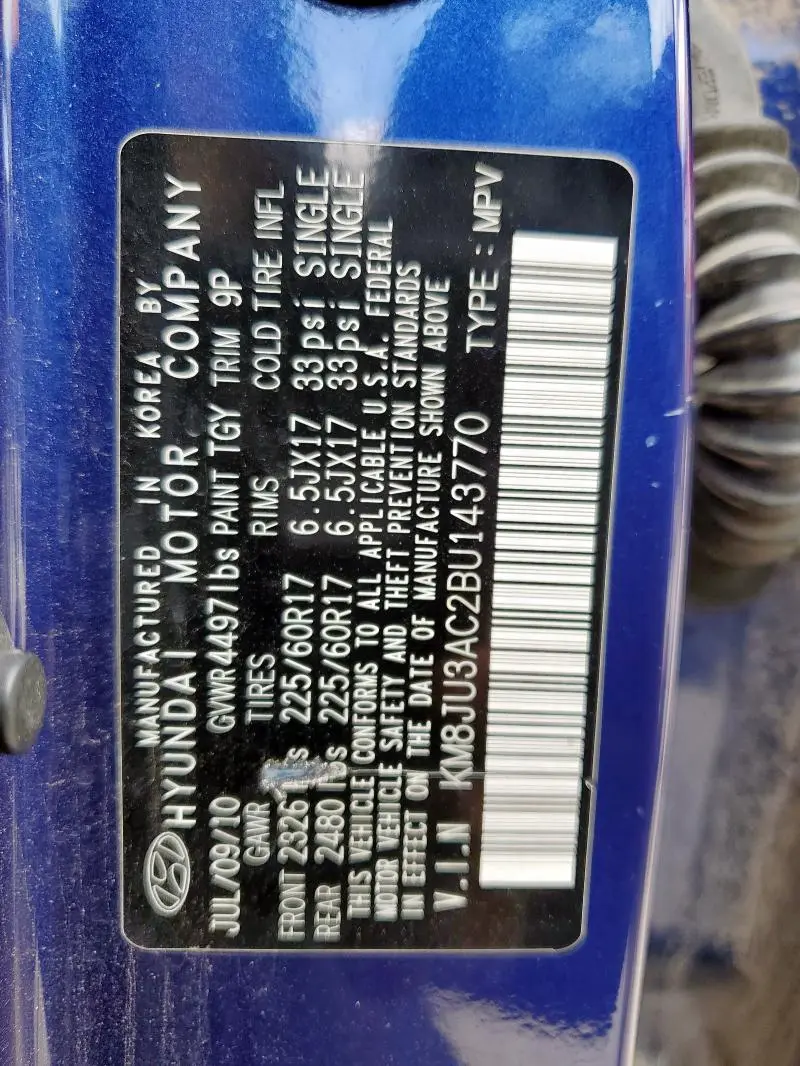 MANUFACTURED IN KOREA BY
HYUNDAI MOTOR COMPANY
JUL/09/10 GVWR 4497lbs PAINT TGY TRIM 9P
GAWR TIRES RIMS COLD TIRE INFL
FRONT 2326 225/60R17 6.5JX17 33psi SINGLE
REAR 2480 lbs 225/60R17 6.5JX17 33psi SINGLE
THIS VEHICLE CONFORMS TO ALL APPLICABLE U.S.A. FEDERAL
MOTOR VEHICLE SAFETY AND THEFT PREVENTION STANDARDS
IN EFFECT ON THE DATE OF MANUFACTURE SHOWN ABOVE
V.I.N KM8JU3AC2BU143770 TYPE : MPV